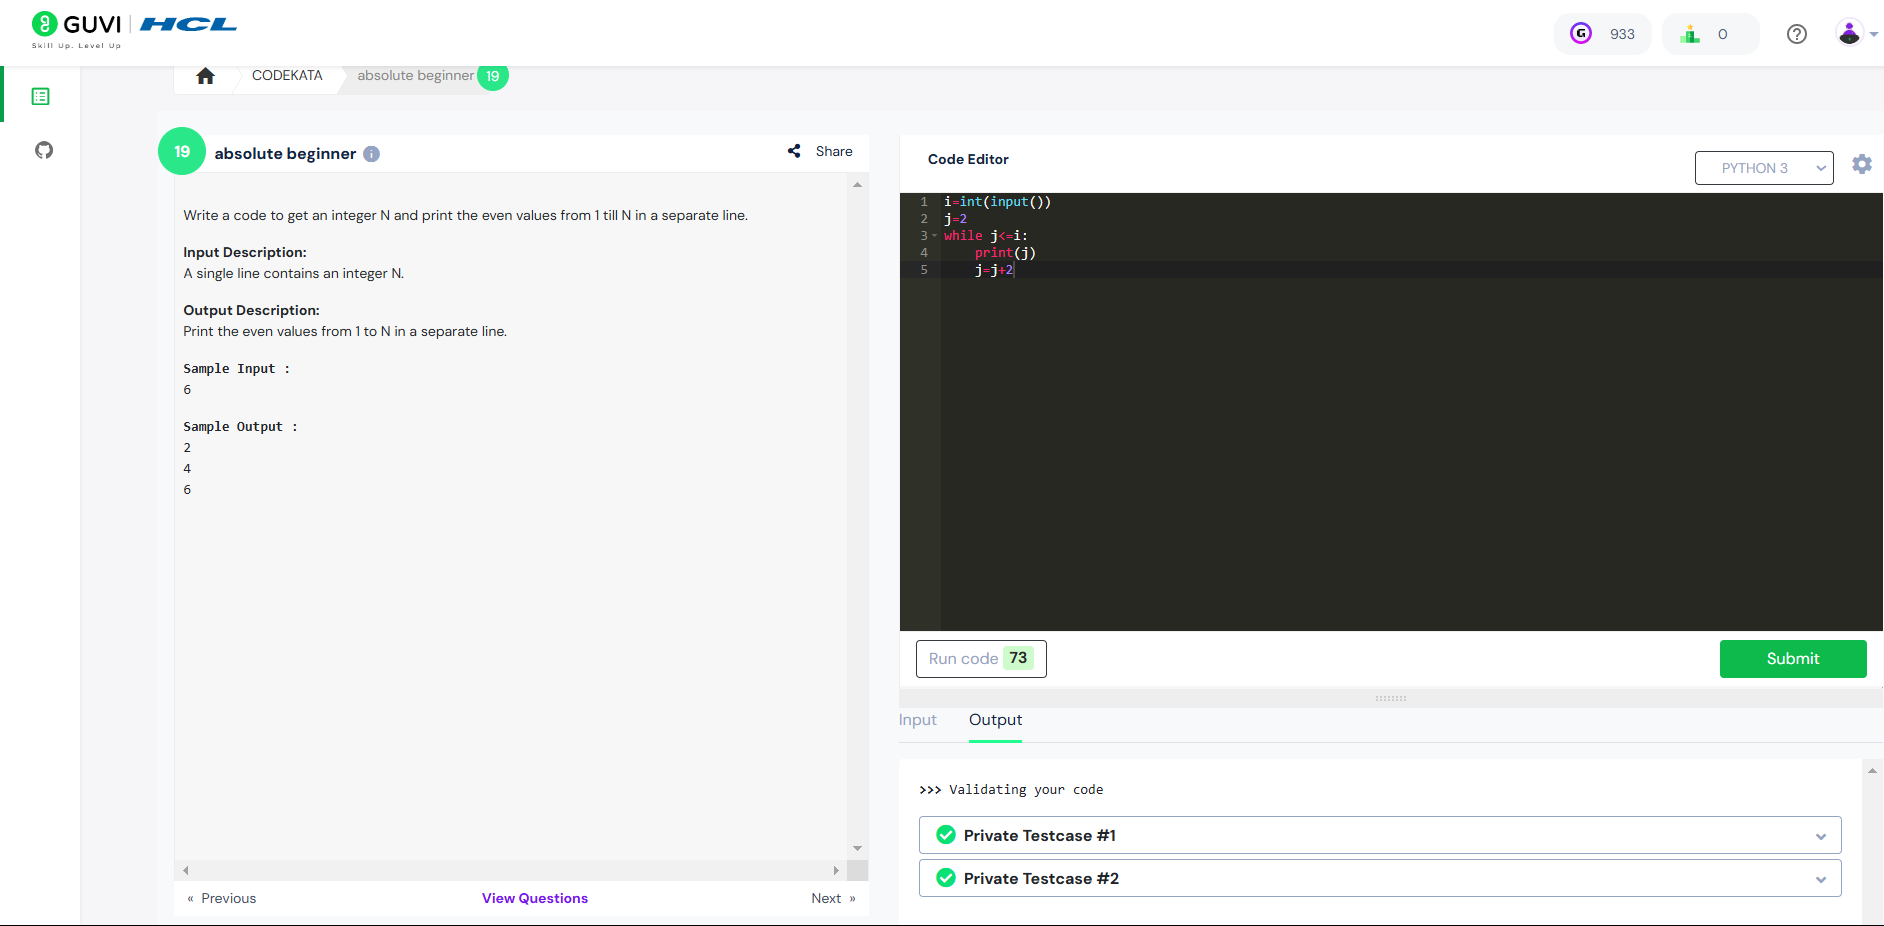 GUVI | HCL
Skill Up. Level Up
933
0
CODEKATA
absolute beginner 19
19 absolute beginner
Share
Write a code to get an integer N and print the even values from 1 till N in a separate line.
Input Description:
A single line contains an integer N.
Output Description:
Print the even values from 1 to N in a separate line.
Sample Input :
6
Sample Output :
2
4
6
« Previous
View Questions
Next »
Code Editor
PYTHON 3
1 i=int(input())
2 j=2
3 while j<=i:
4     print(j)
5     j=j+2
Run code 73
Submit
Input
Output
>>> Validating your code
Private Testcase #1
Private Testcase #2